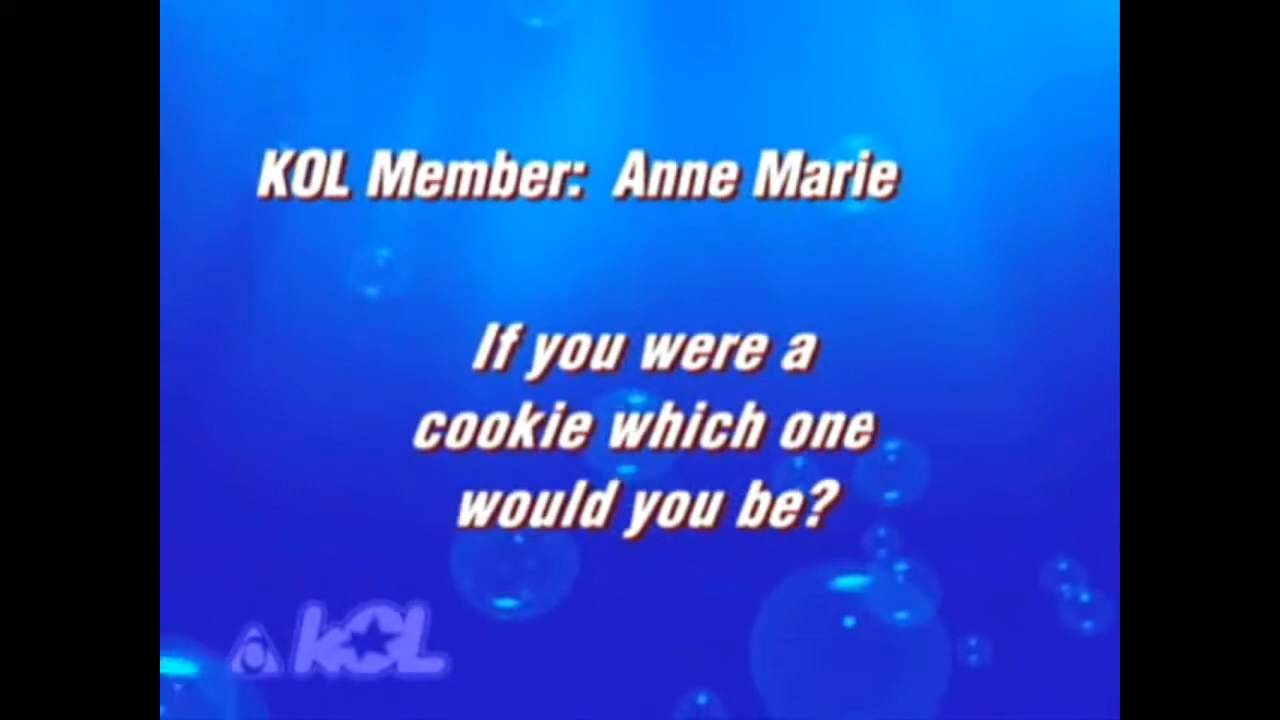 KOL Member: Anne Marie
If you were a
cookie which one
would you be?
KOL